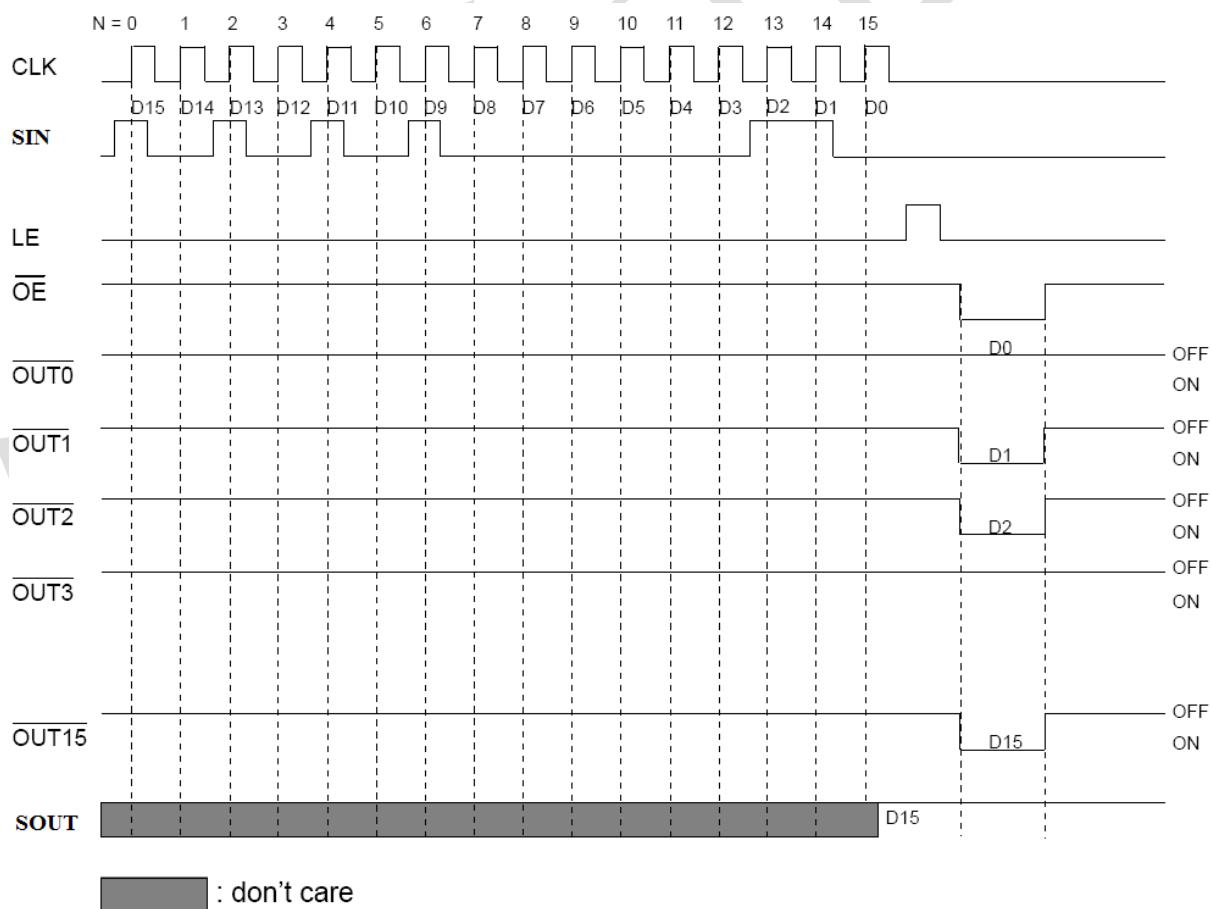 N = 0 1 2 3 4 5 6 7 8 9 10 11 12 13 14 15
CLK
D15 D14 D13 D12 D11 D10 D9 D8 D7 D6 D5 D4 D3 D2 D1 D0
SIN
LE
OE
D0
OFF
OUT0
ON
OFF
OUT1
D1
ON
OFF
OUT2
D2
ON
OFF
OUT3
ON
OFF
OUT15
D15
ON
SOUT
D15
: don't care